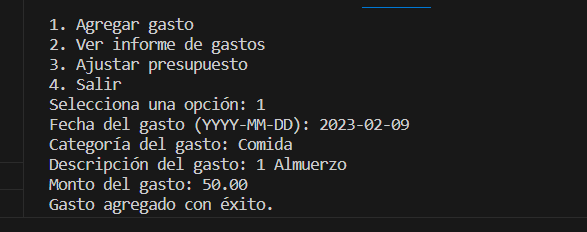 1. Agregar gasto
2. Ver informe de gastos
3. Ajustar presupuesto
4. Salir
Selecciona una opción: 1
Fecha del gasto (YYYY-MM-DD): 2023-02-09
Categoría del gasto: Comida
Descripción del gasto: 1 Almuerzo
Monto del gasto: 50.00
Gasto agregado con éxito.